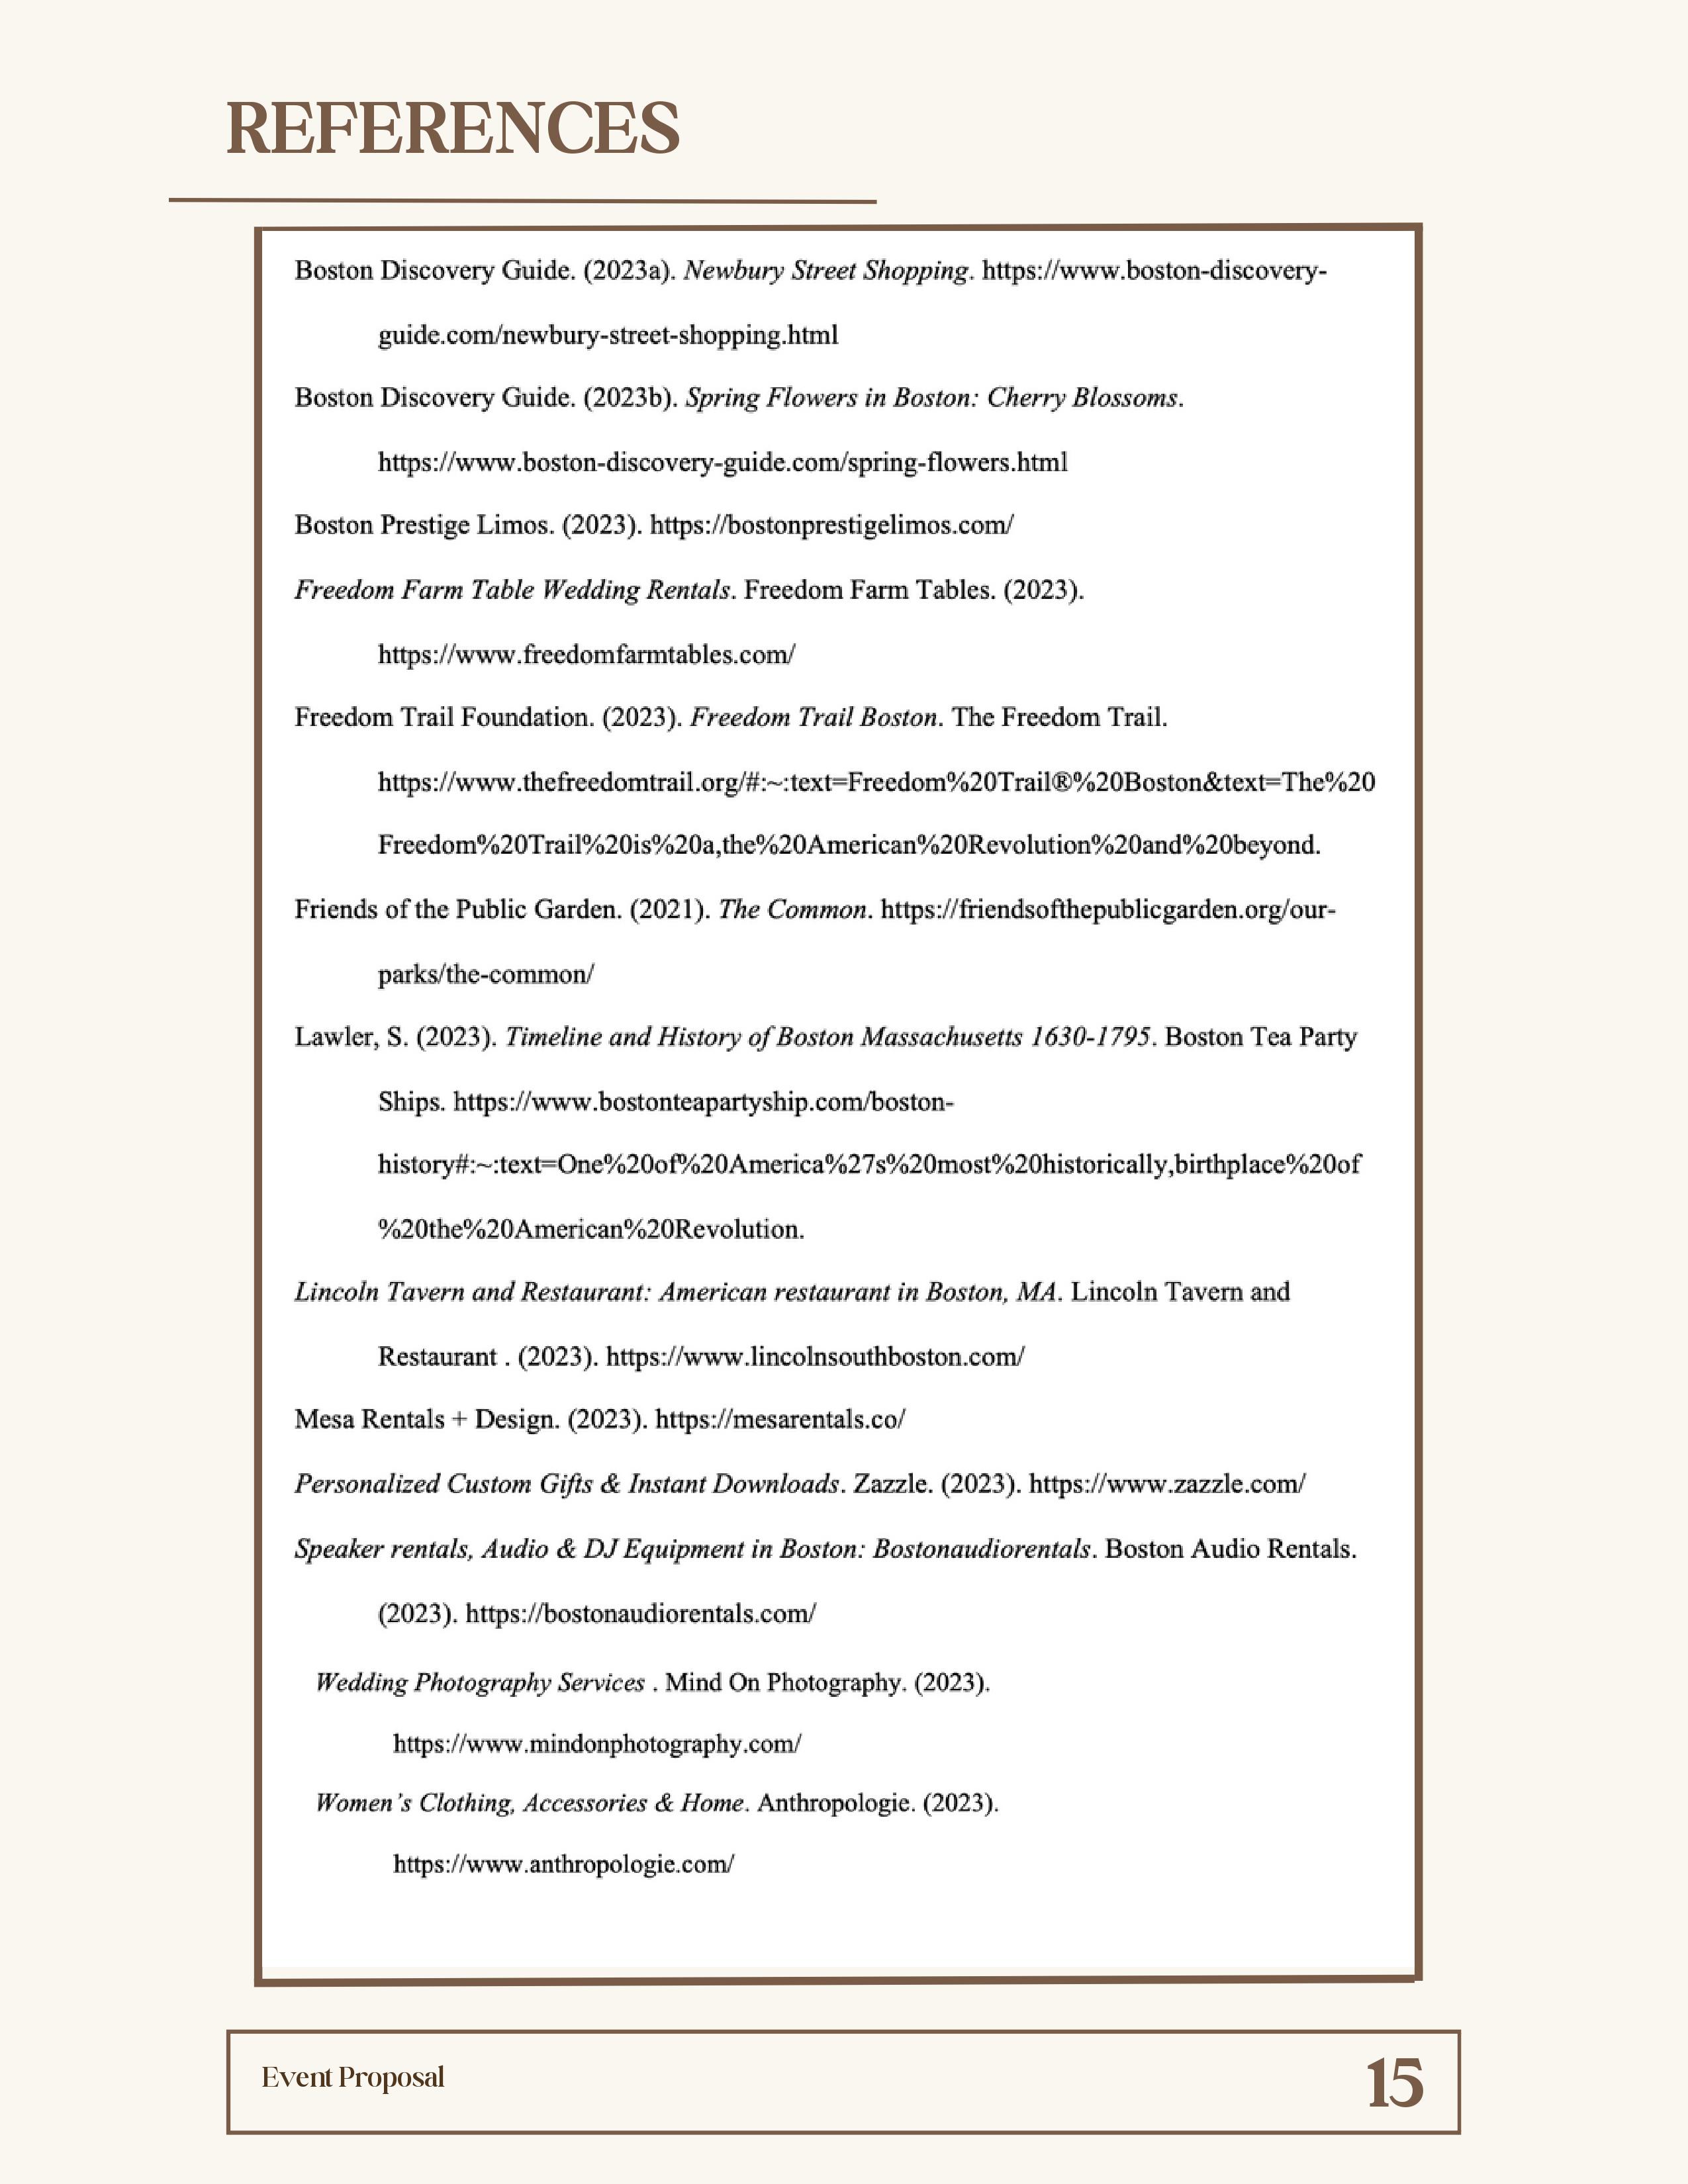 REFERENCES
Boston Discovery Guide. (2023a). Newbury Street Shopping. https://www.boston-discovery-
guide.com/newbury-street-shopping.html
Boston Discovery Guide. (2023b). Spring Flowers in Boston: Cherry Blossoms.
https://www.boston-discovery-guide.com/spring-flowers.html
Boston Prestige Limos. (2023). https://bostonprestigelimos.com/
Freedom Farm Table Wedding Rentals. Freedom Farm Tables. (2023).
https://www.freedomfarmtables.com/
Freedom Trail Foundation. (2023). Freedom Trail Boston. The Freedom Trail.
https://www.thefreedomtrail.org/#:~:text=Freedom%20Trail®%20Boston&text=The%20
Freedom%20Trail%20is%20a,the%20American%20Revolution%20and%20beyond.
Friends of the Public Garden. (2021). The Common. https://friendsofthepublicgarden.org/our-
parks/the-common/
Lawler, S. (2023). Timeline and History of Boston Massachusetts 1630-1795. Boston Tea Party
Ships. https://www.bostonteapartyship.com/boston-
history#:~:text=One%20of%20America%27s%20most%20historically,birthplace%20of
%20the%20American%20Revolution.
Lincoln Tavern and Restaurant: American restaurant in Boston, MA. Lincoln Tavern and
Restaurant . (2023). https://www.lincolnsouthboston.com/
Mesa Rentals + Design. (2023). https://mesarentals.co/
Personalized Custom Gifts & Instant Downloads. Zazzle. (2023). https://www.zazzle.com/
Speaker rentals, Audio & DJ Equipment in Boston: Bostonaudiorentals. Boston Audio Rentals.
(2023). https://bostonaudiorentals.com/
Wedding Photography Services . Mind On Photography. (2023).
https://www.mindonphotography.com/
Women’s Clothing, Accessories & Home. Anthropologie. (2023).
https://www.anthropologie.com/
Event Proposal
15